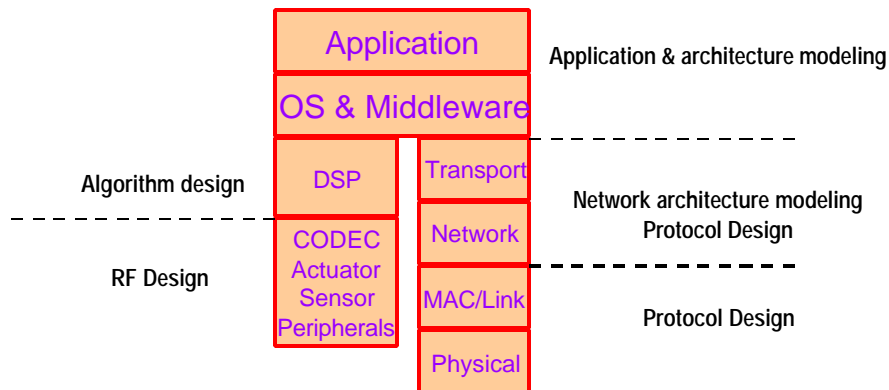 Application
Application & architecture modeling
OS & Middleware
Algorithm design
DSP
Transport
Network architecture modeling
Protocol Design
Network
RF Design
CODEC
Actuator
Sensor
Peripherals
MAC/Link
Protocol Design
Physical